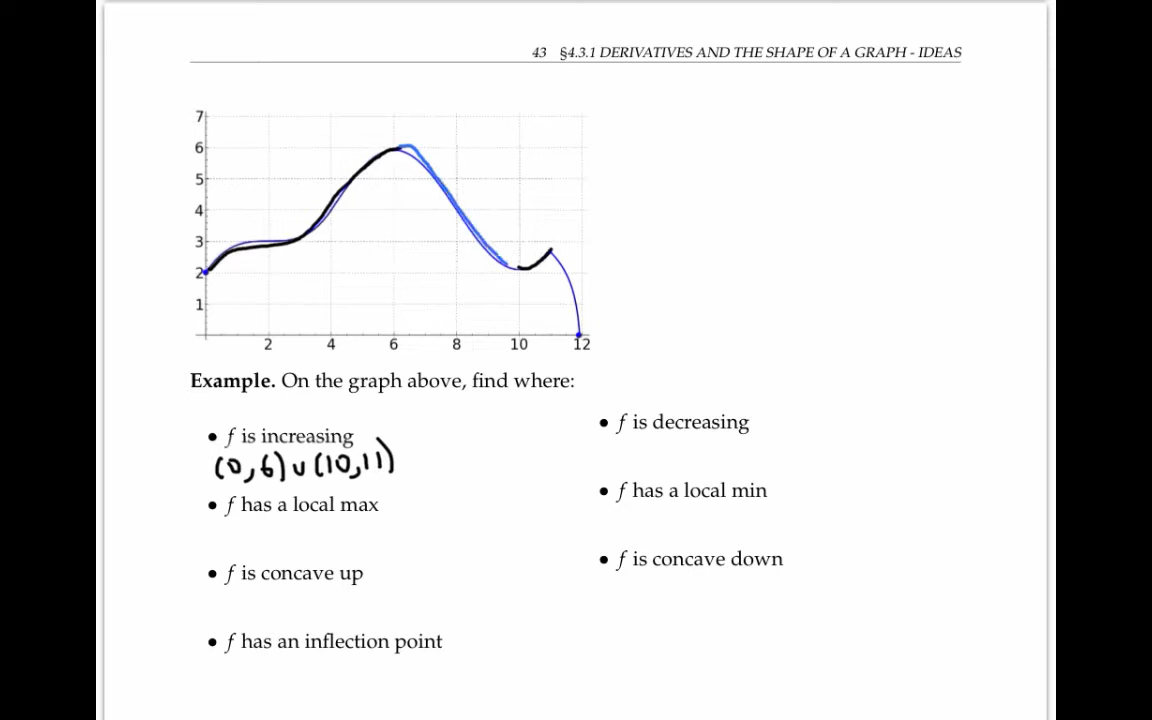 43 §4.3.1 DERIVATIVES AND THE SHAPE OF A GRAPH - IDEAS
7
6
5
4
3
2
1
2 4 6 8 10 12
Example. On the graph above, find where:
• f is increasing
(0,6)∪(10,11)
• f has a local max
• f is concave up
• f has an inflection point
• f is decreasing
• f has a local min
• f is concave down